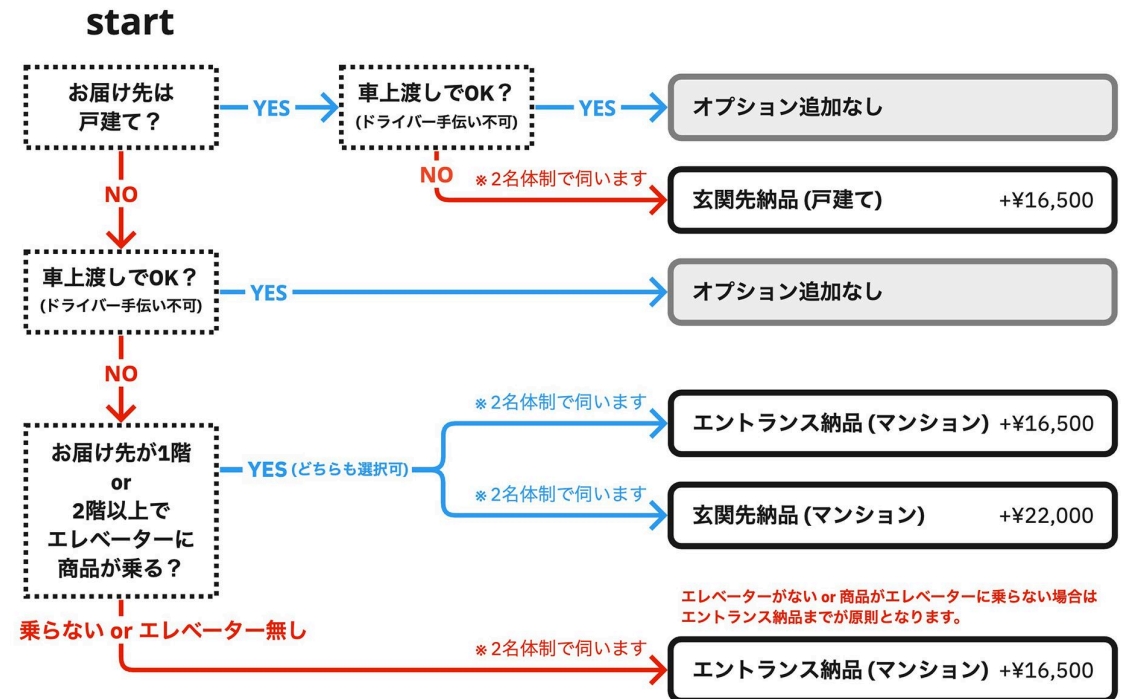 start
お届け先は
戸建て？
YES
車上渡しでOK？
(ドライバー手伝い不可)
YES
オプション追加なし
NO
※2名体制で伺います
玄関先納品 (戸建て) +¥16,500
NO
車上渡しでOK？
(ドライバー手伝い不可)
YES
オプション追加なし
NO
お届け先が1階
or
2階以上で
エレベーターに
商品が乗る？
YES (どちらも選択可)
※2名体制で伺います
エントランス納品 (マンション) +¥16,500
※2名体制で伺います
玄関先納品 (マンション) +¥22,000
乗らない or エレベーター無し
エレベーターがない or 商品がエレベーターに乗らない場合は
エントランス納品までが原則となります。
※2名体制で伺います
エントランス納品 (マンション) +¥16,500